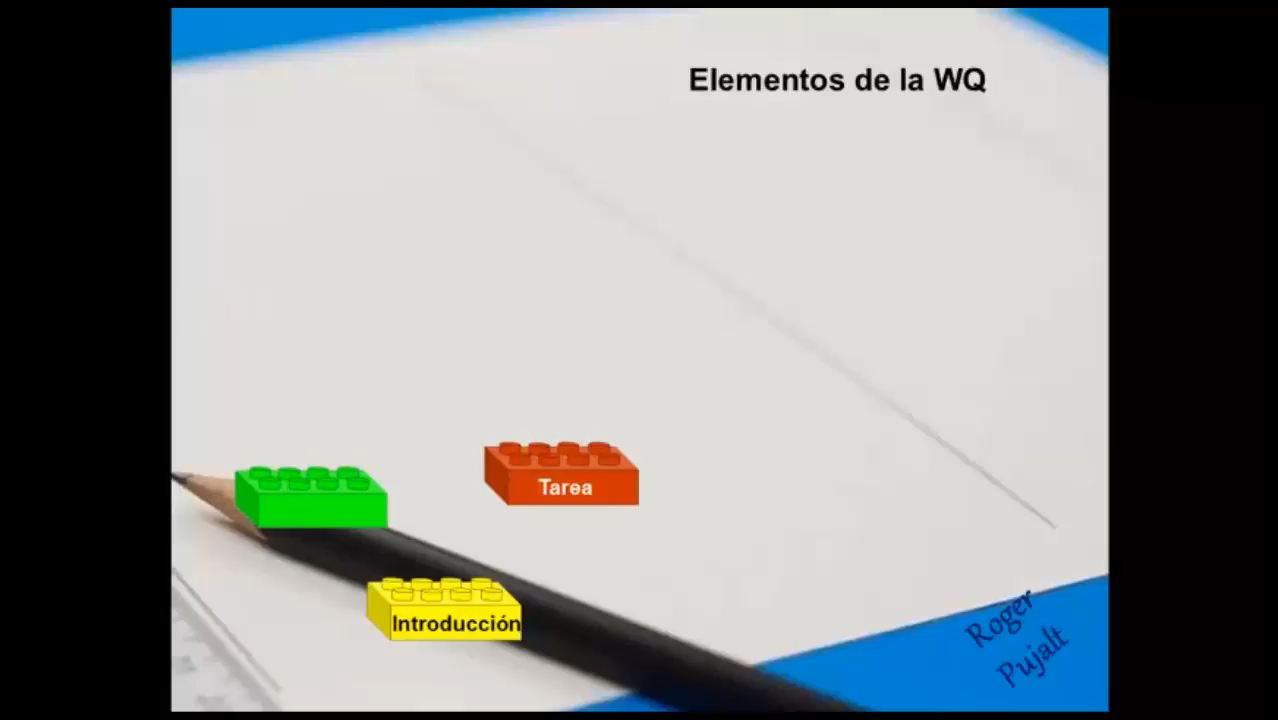 Elementos de la WQ
Tarea
Introducción
Roger
Pujalt